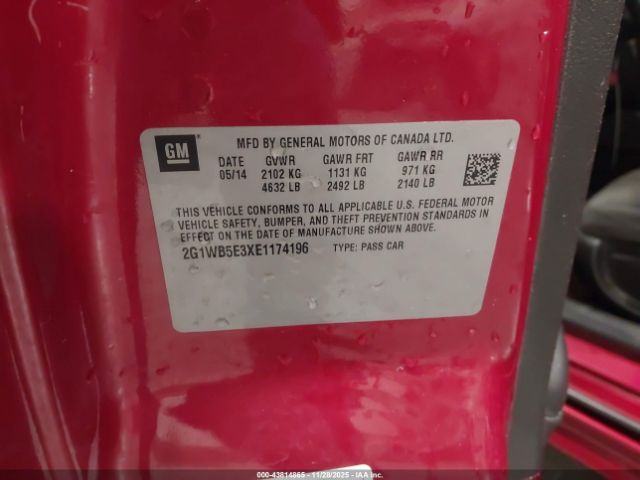 GM
MFD BY GENERAL MOTORS OF CANADA LTD.
DATE GVWR GAWR FRT GAWR RR
05/14 2102 KG 1131 KG 971 KG
4632 LB 2492 LB 2140 LB
THIS VEHICLE CONFORMS TO ALL APPLICABLE U.S. FEDERAL MOTOR
VEHICLE SAFETY, BUMPER, AND THEFT PREVENTION STANDARDS IN
EFFECT ON THE DATE OF MANUFACTURE SHOWN ABOVE.
2G1WB5E3XE1174196 TYPE: PASS CAR
000-43814865 - 11/28/2025 - IAAI.COM